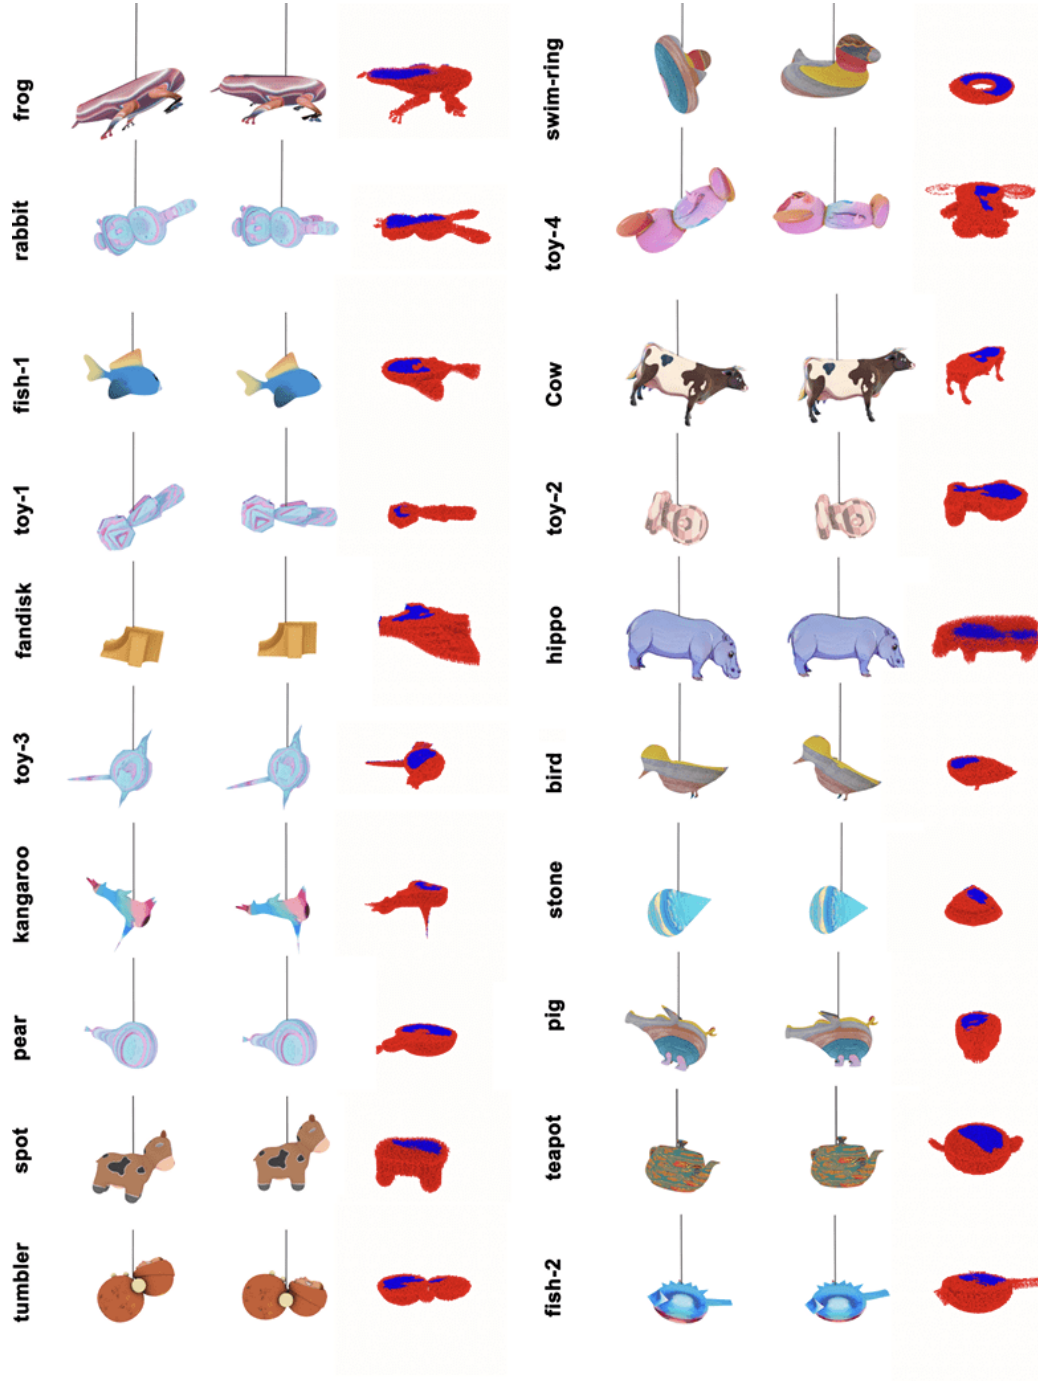 frog
rabbit
fish-1
toy-1
fandisk
toy-3
kangaroo
pear
spot
tumbler
swim-ring
toy-4
Cow
toy-2
hippo
bird
stone
pig
teapot
fish-2